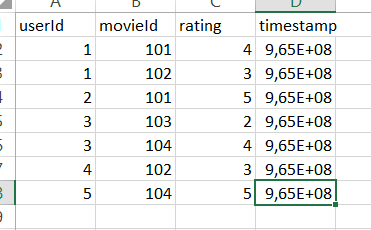 A B C D
userId movieId rating timestamp
2 1 101 4 9,65E+08
3 1 102 3 9,65E+08
4 2 101 5 9,65E+08
5 3 103 2 9,65E+08
6 3 104 4 9,65E+08
7 4 102 3 9,65E+08
8 5 104 5 9,65E+08
9